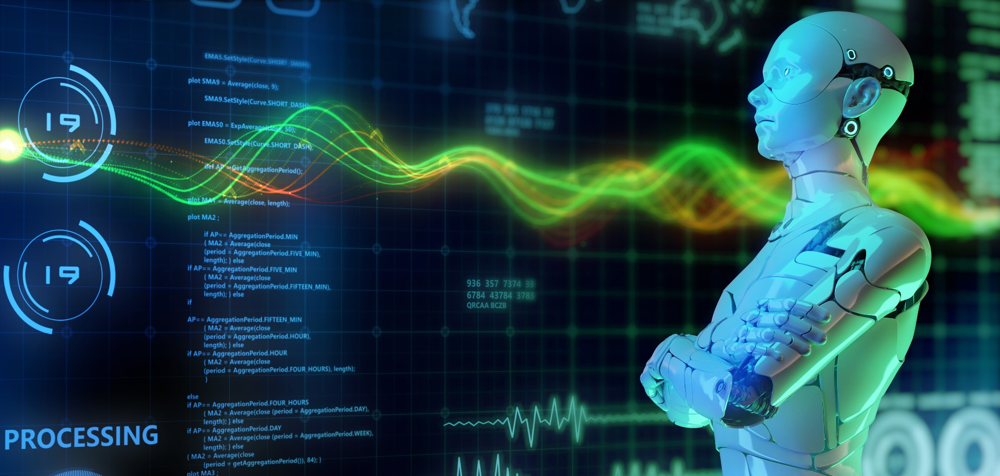 19
19
PROCESSING
EMA5.SetStyle(Curve.SHORT_DASH);
plot SMA9 = Average(close, 9);
SMA9.SetStyle(Curve.SHORT_DASH);
plot EMA50 = ExpAverage(close, 50);
EMA50.SetStyle(Curve.SHORT_DASH);
def AP = GetAggregationPeriod();
plot MA1 = Average(close, length);
plot MA2 ;
if AP== AggregationPeriod.MIN
{ MA2 = Average(close
(period = AggregationPeriod.FIVE_MIN),
length); } else
if AP== AggregationPeriod.FIVE_MIN
{ MA2 = Average(close
(period = AggregationPeriod.FIFTEEN_MIN),
length); } else
if
AP== AggregationPeriod.FIFTEEN_MIN
{ MA2 = Average(close
(period = AggregationPeriod.HOUR),
length); } else
if AP== AggregationPeriod.HOUR
{ MA2 = Average(close
(period = AggregationPeriod.FOUR_HOURS), length);
}
else
if AP== AggregationPeriod.FOUR_HOURS
{ MA2 = Average(close (period = AggregationPeriod.DAY),
length); } else
if AP== AggregationPeriod.DAY
{ MA2 = Average(close (period = AggregationPeriod.WEEK),
length); } else
{ MA2 = Average(close
(period = getAggregationPeriod()), 84); }
plot MA3 ;
936 357 7374 33
6784 43784 3783
QRCAA BCZB